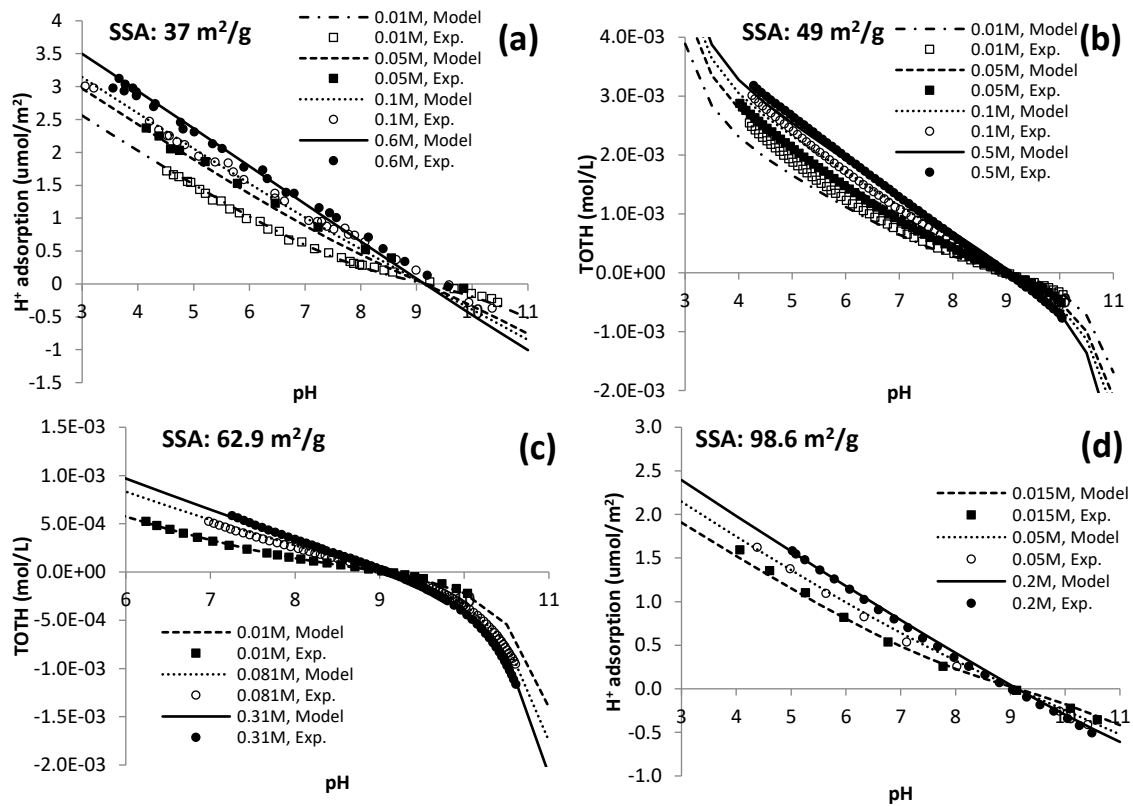 SSA: 37 m²/g
(a)
0.01M, Model
0.01M, Exp.
0.05M, Model
0.05M, Exp.
0.1M, Model
0.1M, Exp.
0.6M, Model
0.6M, Exp.
H⁺ adsorption (umol/m²)
4
3.5
3
2.5
2
1.5
1
0.5
0
-0.5
-1
-1.5
3 4 5 6 7 8 9 10 11
pH
SSA: 49 m²/g
(b)
0.01M, Model
0.01M, Exp.
0.05M, Model
0.05M, Exp.
0.1M, Model
0.1M, Exp.
0.5M, Model
0.5M, Exp.
TOTH (mol/L)
4.0E-03
3.0E-03
2.0E-03
1.0E-03
0.0E+00
-1.0E-03
-2.0E-03
3 4 5 6 7 8 9 10 11
pH
SSA: 62.9 m²/g
(c)
TOTH (mol/L)
1.5E-03
1.0E-03
5.0E-04
0.0E+00
-5.0E-04
-1.0E-03
-1.5E-03
-2.0E-03
6 7 8 9 10 11
0.01M, Model
0.01M, Exp.
0.081M, Model
0.081M, Exp.
0.31M, Model
0.31M, Exp.
pH
SSA: 98.6 m²/g
(d)
0.015M, Model
0.015M, Exp.
0.05M, Model
0.05M, Exp.
0.2M, Model
0.2M, Exp.
H⁺ adsorption (umol/m²)
3.0
2.5
2.0
1.5
1.0
0.5
0.0
-0.5
-1.0
3 4 5 6 7 8 9 10 11
pH